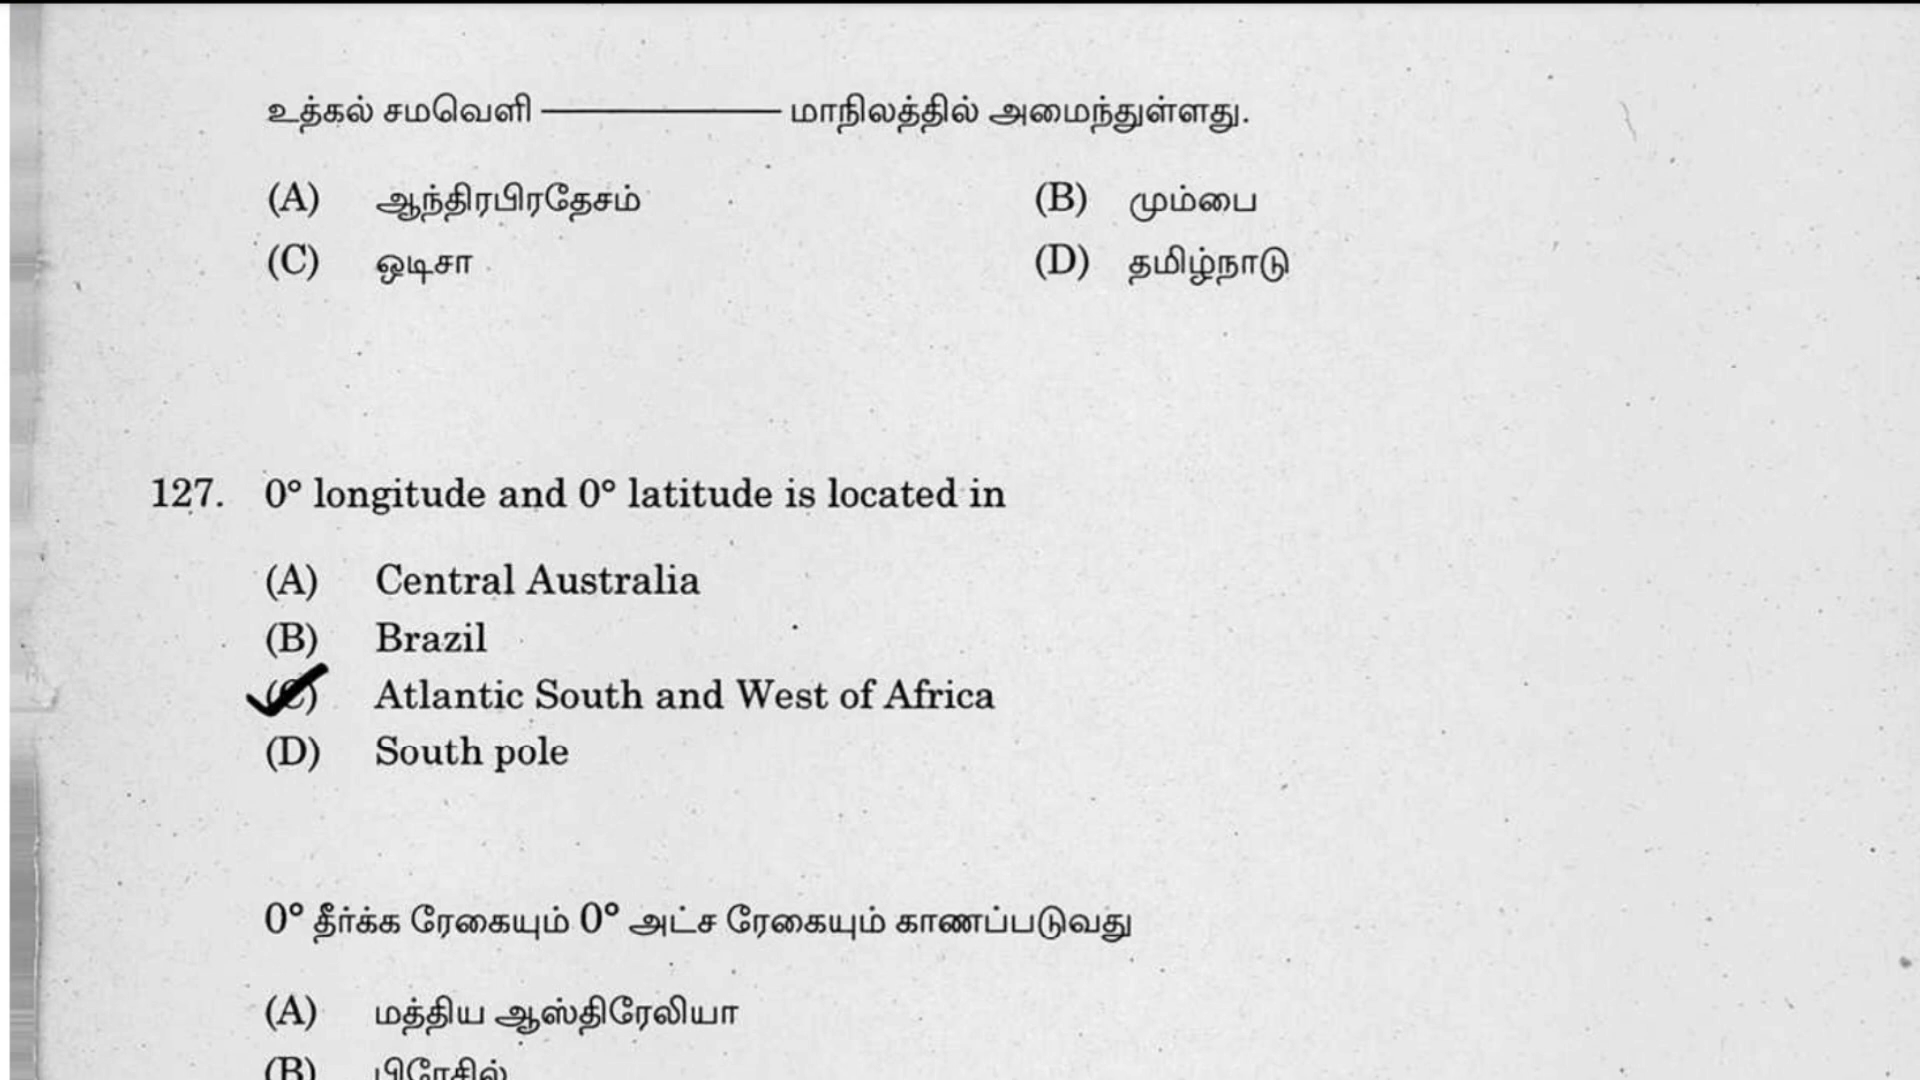 உத்கல் சமவெளி ———— மாநிலத்தில் அமைந்துள்ளது.
(A) ஆந்திரபிரதேசம் (B) மும்பை
(C) ஒடிசா (D) தமிழ்நாடு
127. 0° longitude and 0° latitude is located in
(A) Central Australia
(B) Brazil
(C) Atlantic South and West of Africa
(D) South pole
0° தீர்க்க ரேகையும் 0° அட்ச ரேகையும் காணப்படுவது
(A) மத்திய ஆஸ்திரேலியா
(B) பிரேசில்